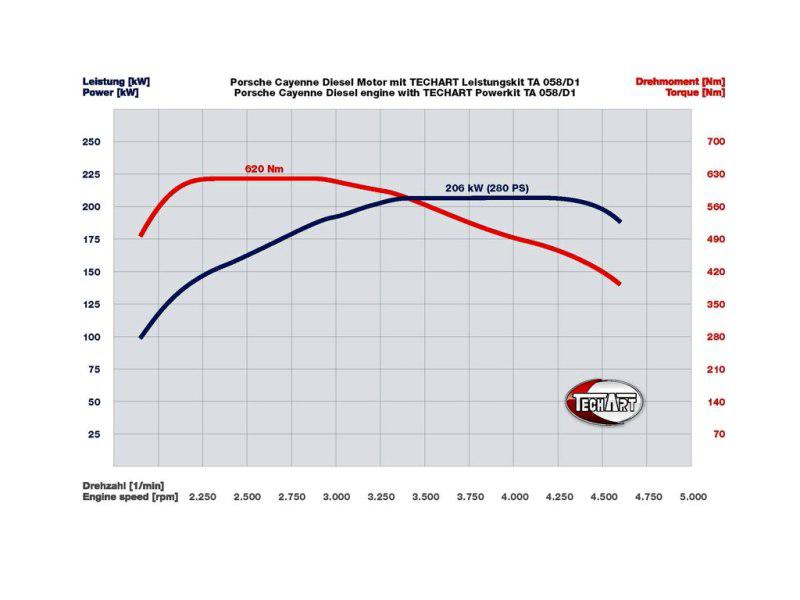 Leistung [kW]
Power [kW]
Porsche Cayenne Diesel Motor mit TECHART Leistungskit TA 058/D1
Porsche Cayenne Diesel engine with TECHART Powerkit TA 058/D1
Drehmoment [Nm]
Torque [Nm]
250 700
225 630
620 Nm
206 kW (280 PS)
200 560
175 490
150 420
125 350
100 280
75 210
50 140
TECHART
25 70
Drehzahl [1/min]
Engine speed [rpm] 2.250 2.500 2.750 3.000 3.250 3.500 3.750 4.000 4.250 4.500 4.750 5.000